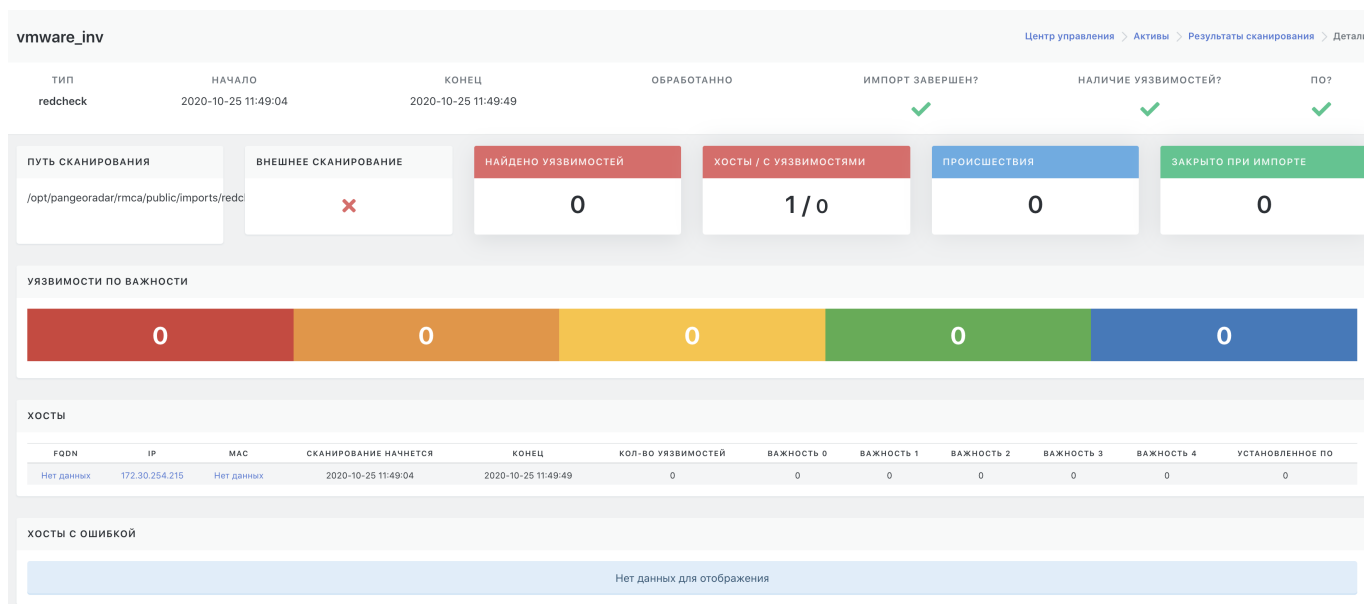 vmware_inv
Центр управления > Активы > Результаты сканирования >
ТИП НАЧАЛО КОНЕЦ ОБРАБОТАННО ИМПОРТ ЗАВЕРШЕН? НАЛИЧИЕ УЯЗВИМОСТЕЙ? ПО?
redcheck 2020-10-25 11:49:04 2020-10-25 11:49:49
ПУТЬ СКАНИРОВАНИЯ ВНЕШНЕЕ СКАНИРОВАНИЕ НАЙДЕНО УЯЗВИМОСТЕЙ ХОСТЫ / С УЯЗВИМОСТЯМИ ПРОИСШЕСТВИЯ ЗАКРЫТО ПРИ ИМПОРТЕ
/opt/pangeoradar/rmca/public/imports/redc
0 1 / 0 0 0
УЯЗВИМОСТИ ПО ВАЖНОСТИ
0 0 0 0 0
ХОСТЫ
FQDN IP MAC СКАНИРОВАНИЕ НАЧНЕТСЯ КОНЕЦ КОЛ-ВО УЯЗВИМОСТЕЙ ВАЖНОСТЬ 0 ВАЖНОСТЬ 1 ВАЖНОСТЬ 2 ВАЖНОСТЬ 3 ВАЖНОСТЬ 4 УСТАНОВЛЕННОЕ ПО
Нет данных 172.30.254.215 Нет данных 2020-10-25 11:49:04 2020-10-25 11:49:49 0 0 0 0 0 0 0
ХОСТЫ С ОШИБКОЙ
Нет данных для отображения